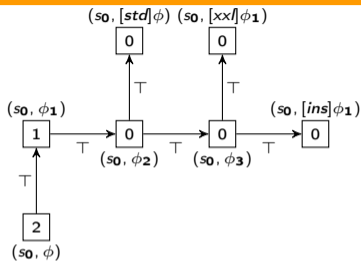 (s₀, [std]ϕ) (s₀, [xxl]ϕ₁)
0 0
⊤ ⊤
(s₀, ϕ₁) (s₀, [ins]ϕ₁)
1 0 0 0
⊤ ⊤ ⊤
(s₀, ϕ₂) (s₀, ϕ₃)
⊤
2
(s₀, ϕ)